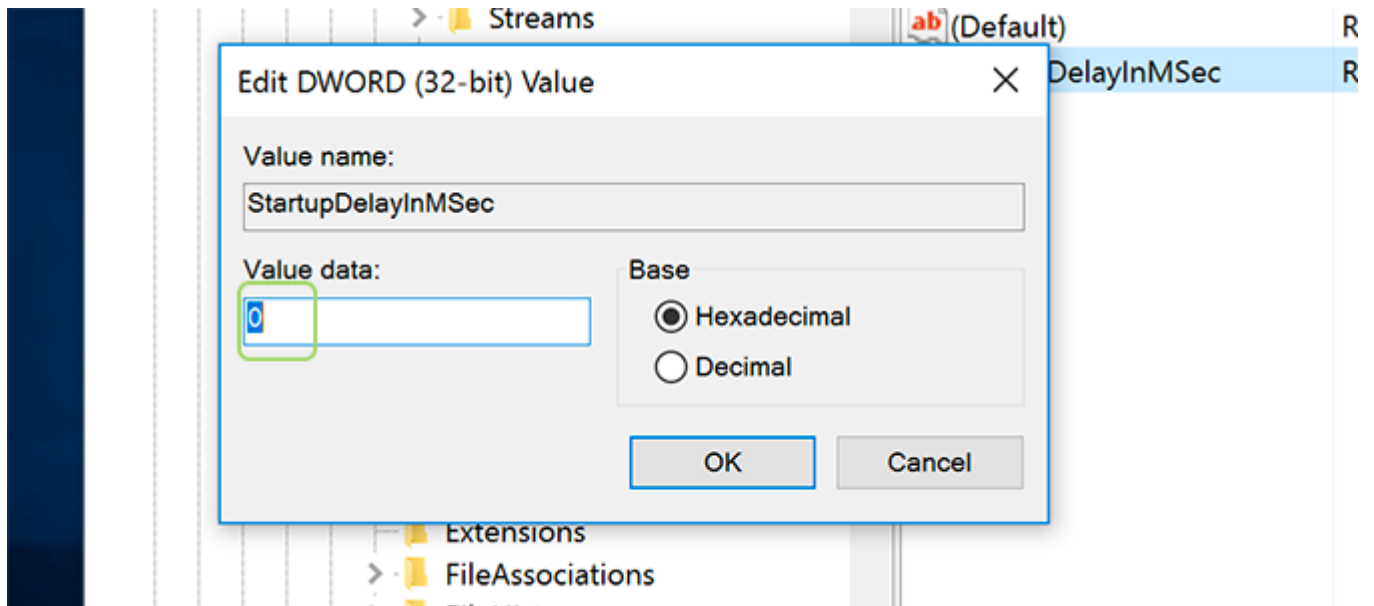 Streams
(Default)
R
Edit DWORD (32-bit) Value
DelayInMSec
R
Value name:
StartupDelayInMSec
Value data:
Base
0
Hexadecimal
Decimal
OK
Cancel
Extensions
FileAssociations